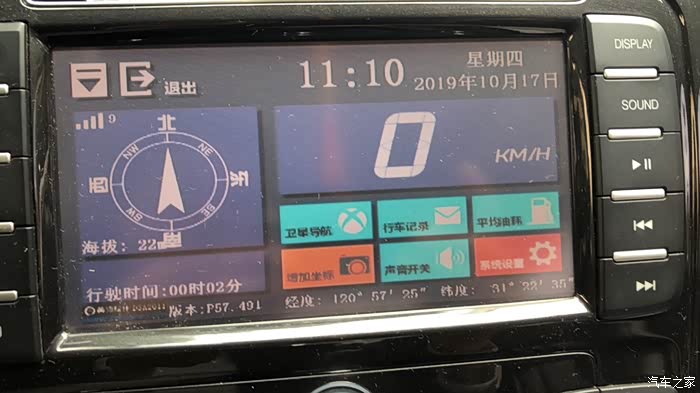 DISPLAY
星期四
11:10
2019年10月17日
退出
SOUND
9
北
NW
NE
西
东
SW
SE
南
0
KM/H
海拔: 22
卫星导航
行车记录
平均油耗
增加坐标
声音开关
系统设置
行驶时间:00时02分
版本:P57.491
经度: 120° 57' 25" 纬度: 31° 22' 35"
汽车之家